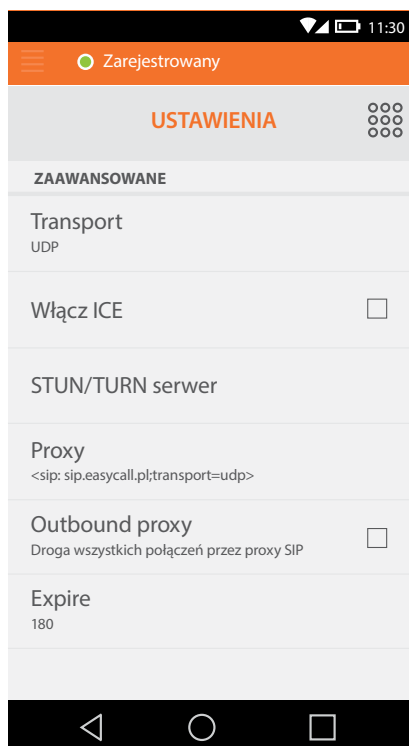 11:30
Zarejestrowany
USTAWIENIA
ZAAWANSOWANE
Transport
UDP
Włącz ICE
STUN/TURN serwer
Proxy
<sip: sip.easycall.pl;transport=udp>
Outbound proxy
Droga wszystkich połączeń przez proxy SIP
Expire
180